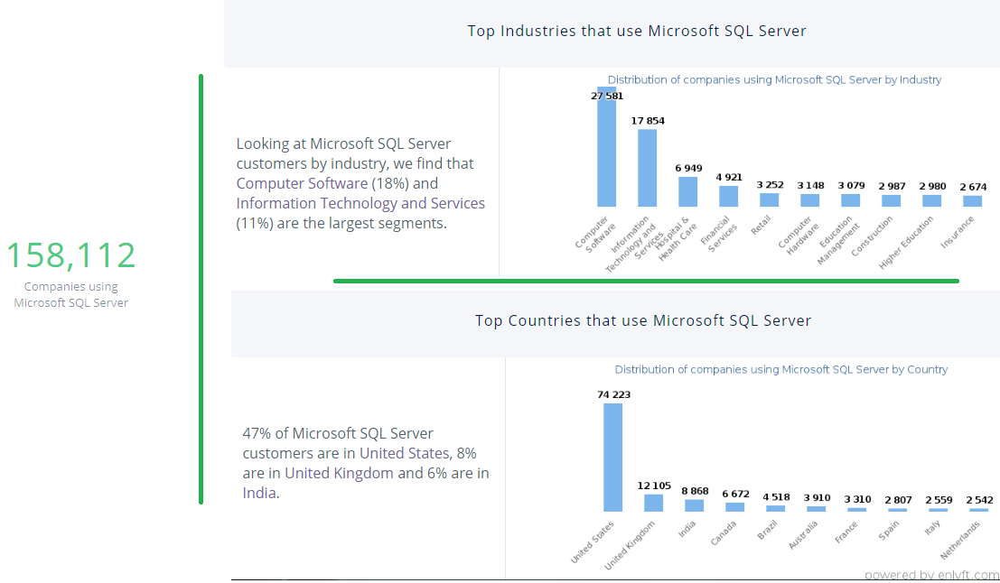 158,112
Companies using
Microsoft SQL Server
Top Industries that use Microsoft SQL Server
Looking at Microsoft SQL Server
customers by industry, we find that
Computer Software (18%) and
Information Technology and Services
(11%) are the largest segments.
Distribution of companies using Microsoft SQL Server by Industry
27 581
17 854
6 949
4 921
3 252
3 148
3 079
2 987
2 980
2 674
Computer
Software
Information
Technology and
Services
Hospital &
Health Care
Financial
Services
Retail
Computer
Hardware
Education
Management
Construction
Higher Education
Insurance
Top Countries that use Microsoft SQL Server
47% of Microsoft SQL Server
customers are in United States, 8%
are in United Kingdom and 6% are in
India.
Distribution of companies using Microsoft SQL Server by Country
74 223
12 105
8 868
6 672
4 518
3 910
3 310
2 807
2 559
2 542
United States
United Kingdom
India
Canada
Brazil
Australia
France
Spain
Italy
Netherlands
powered by enlyft.com